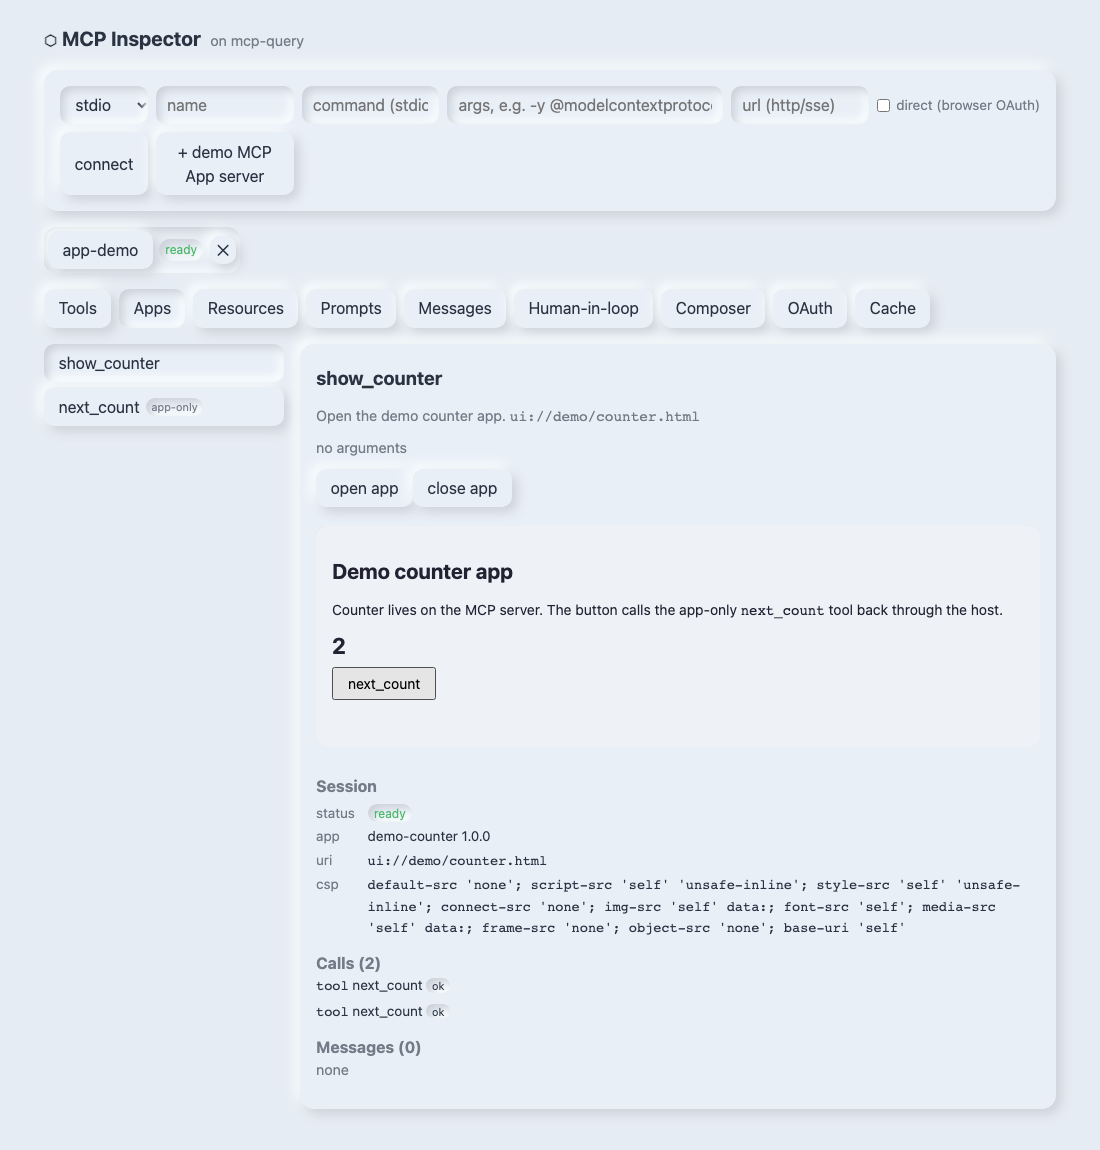 MCP Inspector on mcp-query
stdio name command (stdic args, e.g. -y @modelcontextprotoc url (http/sse) direct (browser OAuth)
connect
+ demo MCP
App server
app-demo ready
Tools Apps Resources Prompts Messages Human-in-loop Composer OAuth Cache
show_counter
next_count app-only
show_counter
Open the demo counter app. ui://demo/counter.html
no arguments
open app close app
Demo counter app
Counter lives on the MCP server. The button calls the app-only next_count tool back through the host.
2
next_count
Session
status ready
app demo-counter 1.0.0
uri ui://demo/counter.html
csp default-src 'none'; script-src 'self' 'unsafe-inline'; style-src 'self' 'unsafe-
inline'; connect-src 'none'; img-src 'self' data:; font-src 'self'; media-src
'self' data:; frame-src 'none'; object-src 'none'; base-uri 'self'
Calls (2)
tool next_count ok
tool next_count ok
Messages (0)
none